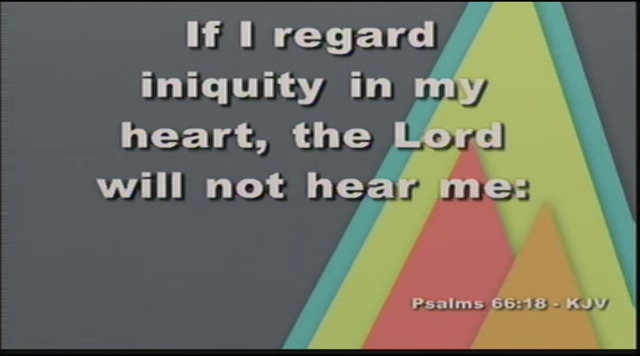 If I regard
iniquity in my
heart, the Lord
will not hear me:
Psalms 66:18 - KJV